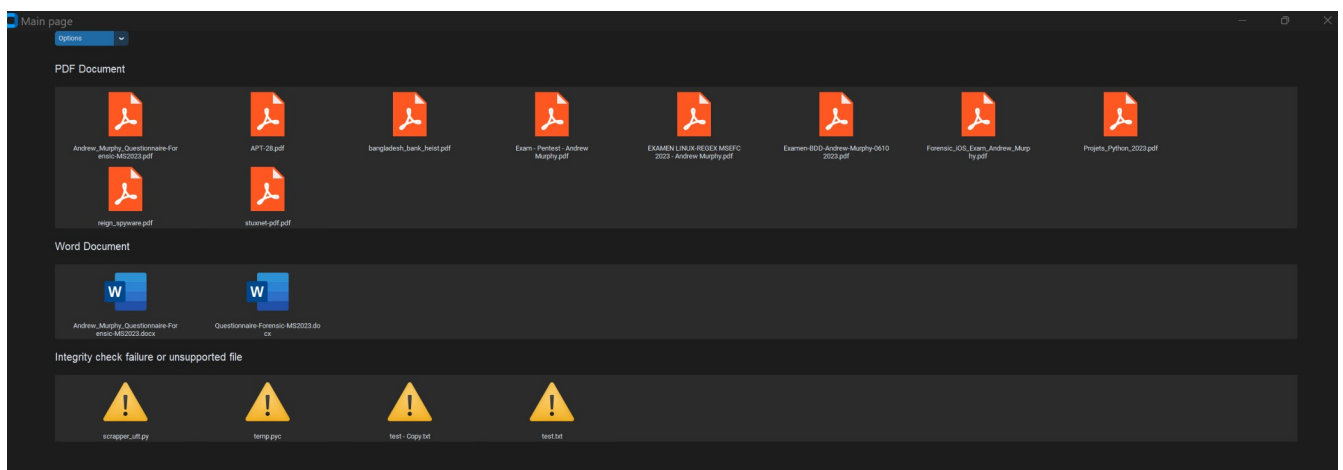 Main page
Options
PDF Document
Andrew_Murphy_Questionnaire-For
ensic-MS2023.pdf
APT-28.pdf
bangladesh_bank_heist.pdf
Exam - Pentest - Andrew
Murphy.pdf
EXAMEN LINUX-REGEX MSEFC
2023 - Andrew Murphy.pdf
Examen-BDD-Andrew-Murphy-0610
2023.pdf
Forensic_iOS_Exam_Andrew_Murp
hy.pdf
Projets_Python_2023.pdf
reign_spyware.pdf
stuxnet-pdf.pdf
Word Document
W
Andrew_Murphy_Questionnaire-For
ensic-MS2023.docx
W
Questionnaire-Forensic-MS2023.do
cx
Integrity check failure or unsupported file
scrapper_utt.py
temp.pyc
test - Copy.txt
test.txt